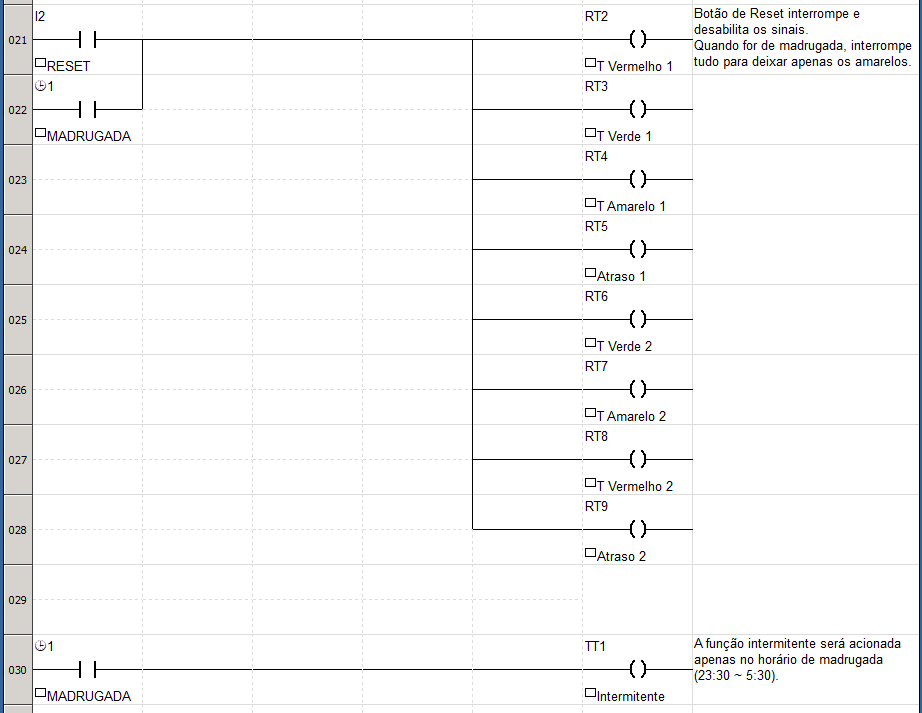 I2
RT2
Botão de Reset interrompe e
desabilita os sinais.
Quando for de madrugada, interrompe
tudo para deixar apenas os amarelos.
021
RESET
T Vermelho 1
1
RT3
022
MADRUGADA
T Verde 1
RT4
023
T Amarelo 1
RT5
024
Atraso 1
RT6
025
T Verde 2
RT7
026
T Amarelo 2
RT8
027
T Vermelho 2
RT9
028
Atraso 2
029
1
TT1
A função intermitente será acionada
apenas no horário de madrugada
(23:30 ~ 5:30).
030
MADRUGADA
Intermitente